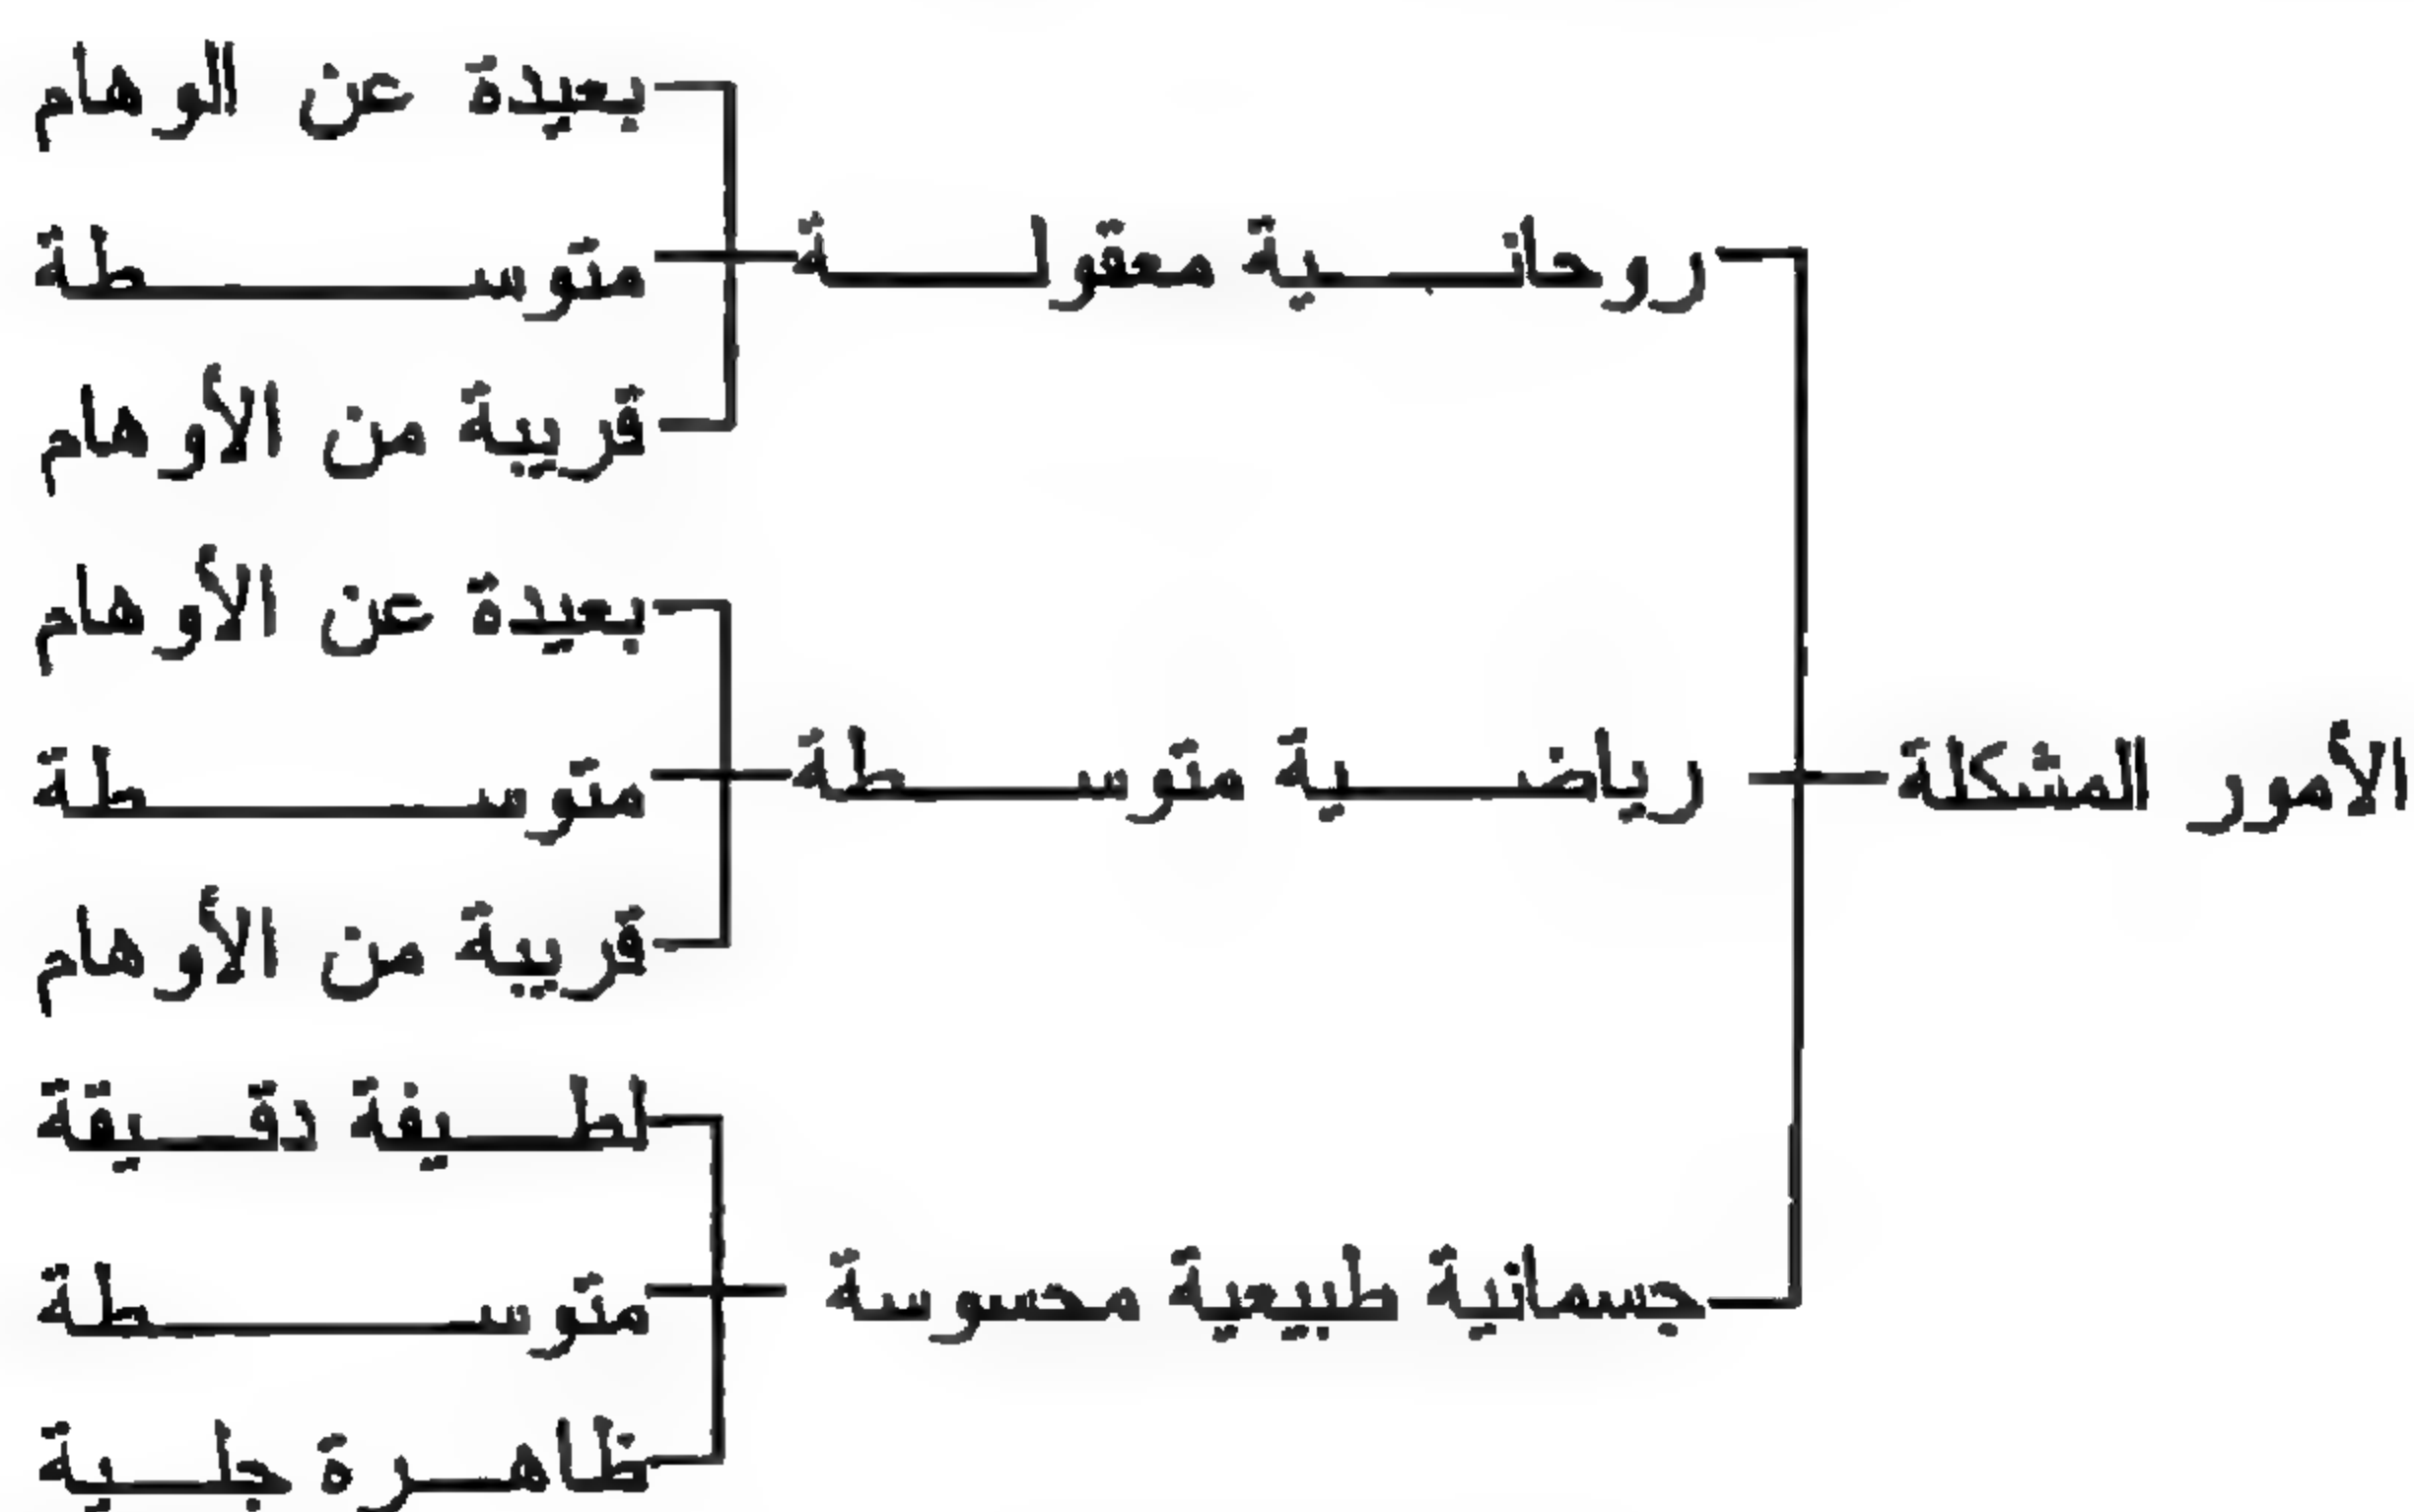 بعيدة عن الوهام
روحانية معقولة
متوسطة
قريبة من الأوهام
بعيدة عن الأوهام
الأمور المشكلة
رياضية متوسطة
متوسطة
قريبة من الأوهام
لطيفة دقيقة
جسمانية طبيعية محسوسة
متوسطة
ظاهرة جلية